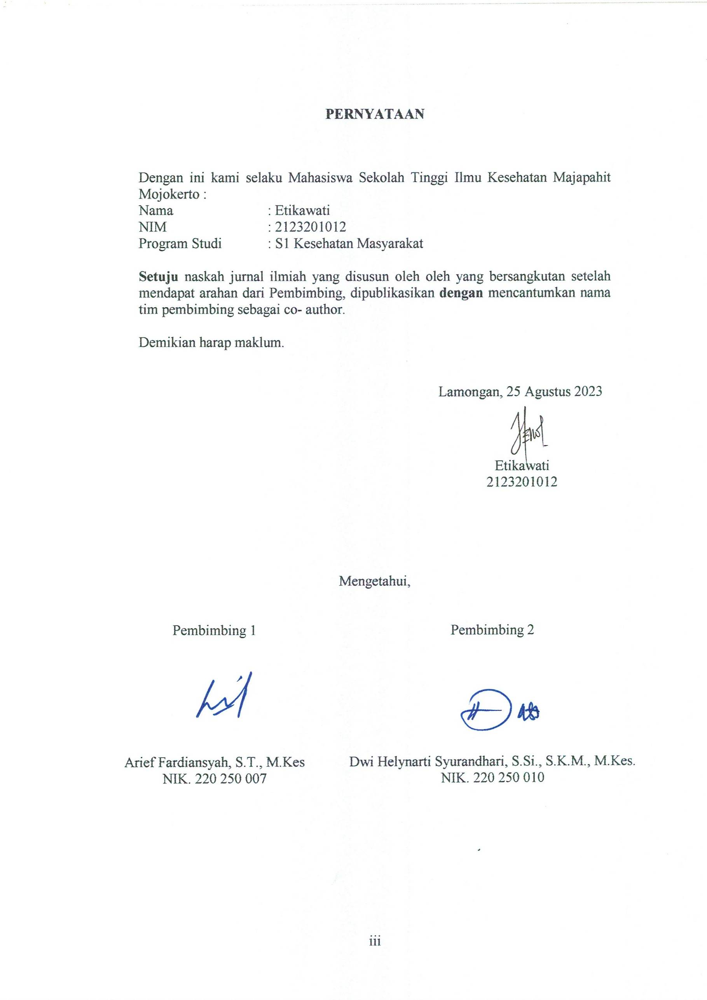 PERNYATAAN
Dengan ini kami selaku Mahasiswa Sekolah Tinggi Ilmu Kesehatan Majapahit
Mojokerto :
Nama : Etikawati
NIM : 2123201012
Program Studi : S1 Kesehatan Masyarakat
Setuju naskah jurnal ilmiah yang disusun oleh oleh yang bersangkutan setelah
mendapat arahan dari Pembimbing, dipublikasikan dengan mencantumkan nama
tim pembimbing sebagai co- author.
Demikian harap maklum.
Lamongan, 25 Agustus 2023
Etikawati
2123201012
Mengetahui,
Pembimbing 1 Pembimbing 2
Arief Fardiansyah, S.T., M.Kes Dwi Helynarti Syurandhari, S.Si., S.K.M., M.Kes.
NIK. 220 250 007 NIK. 220 250 010
iii